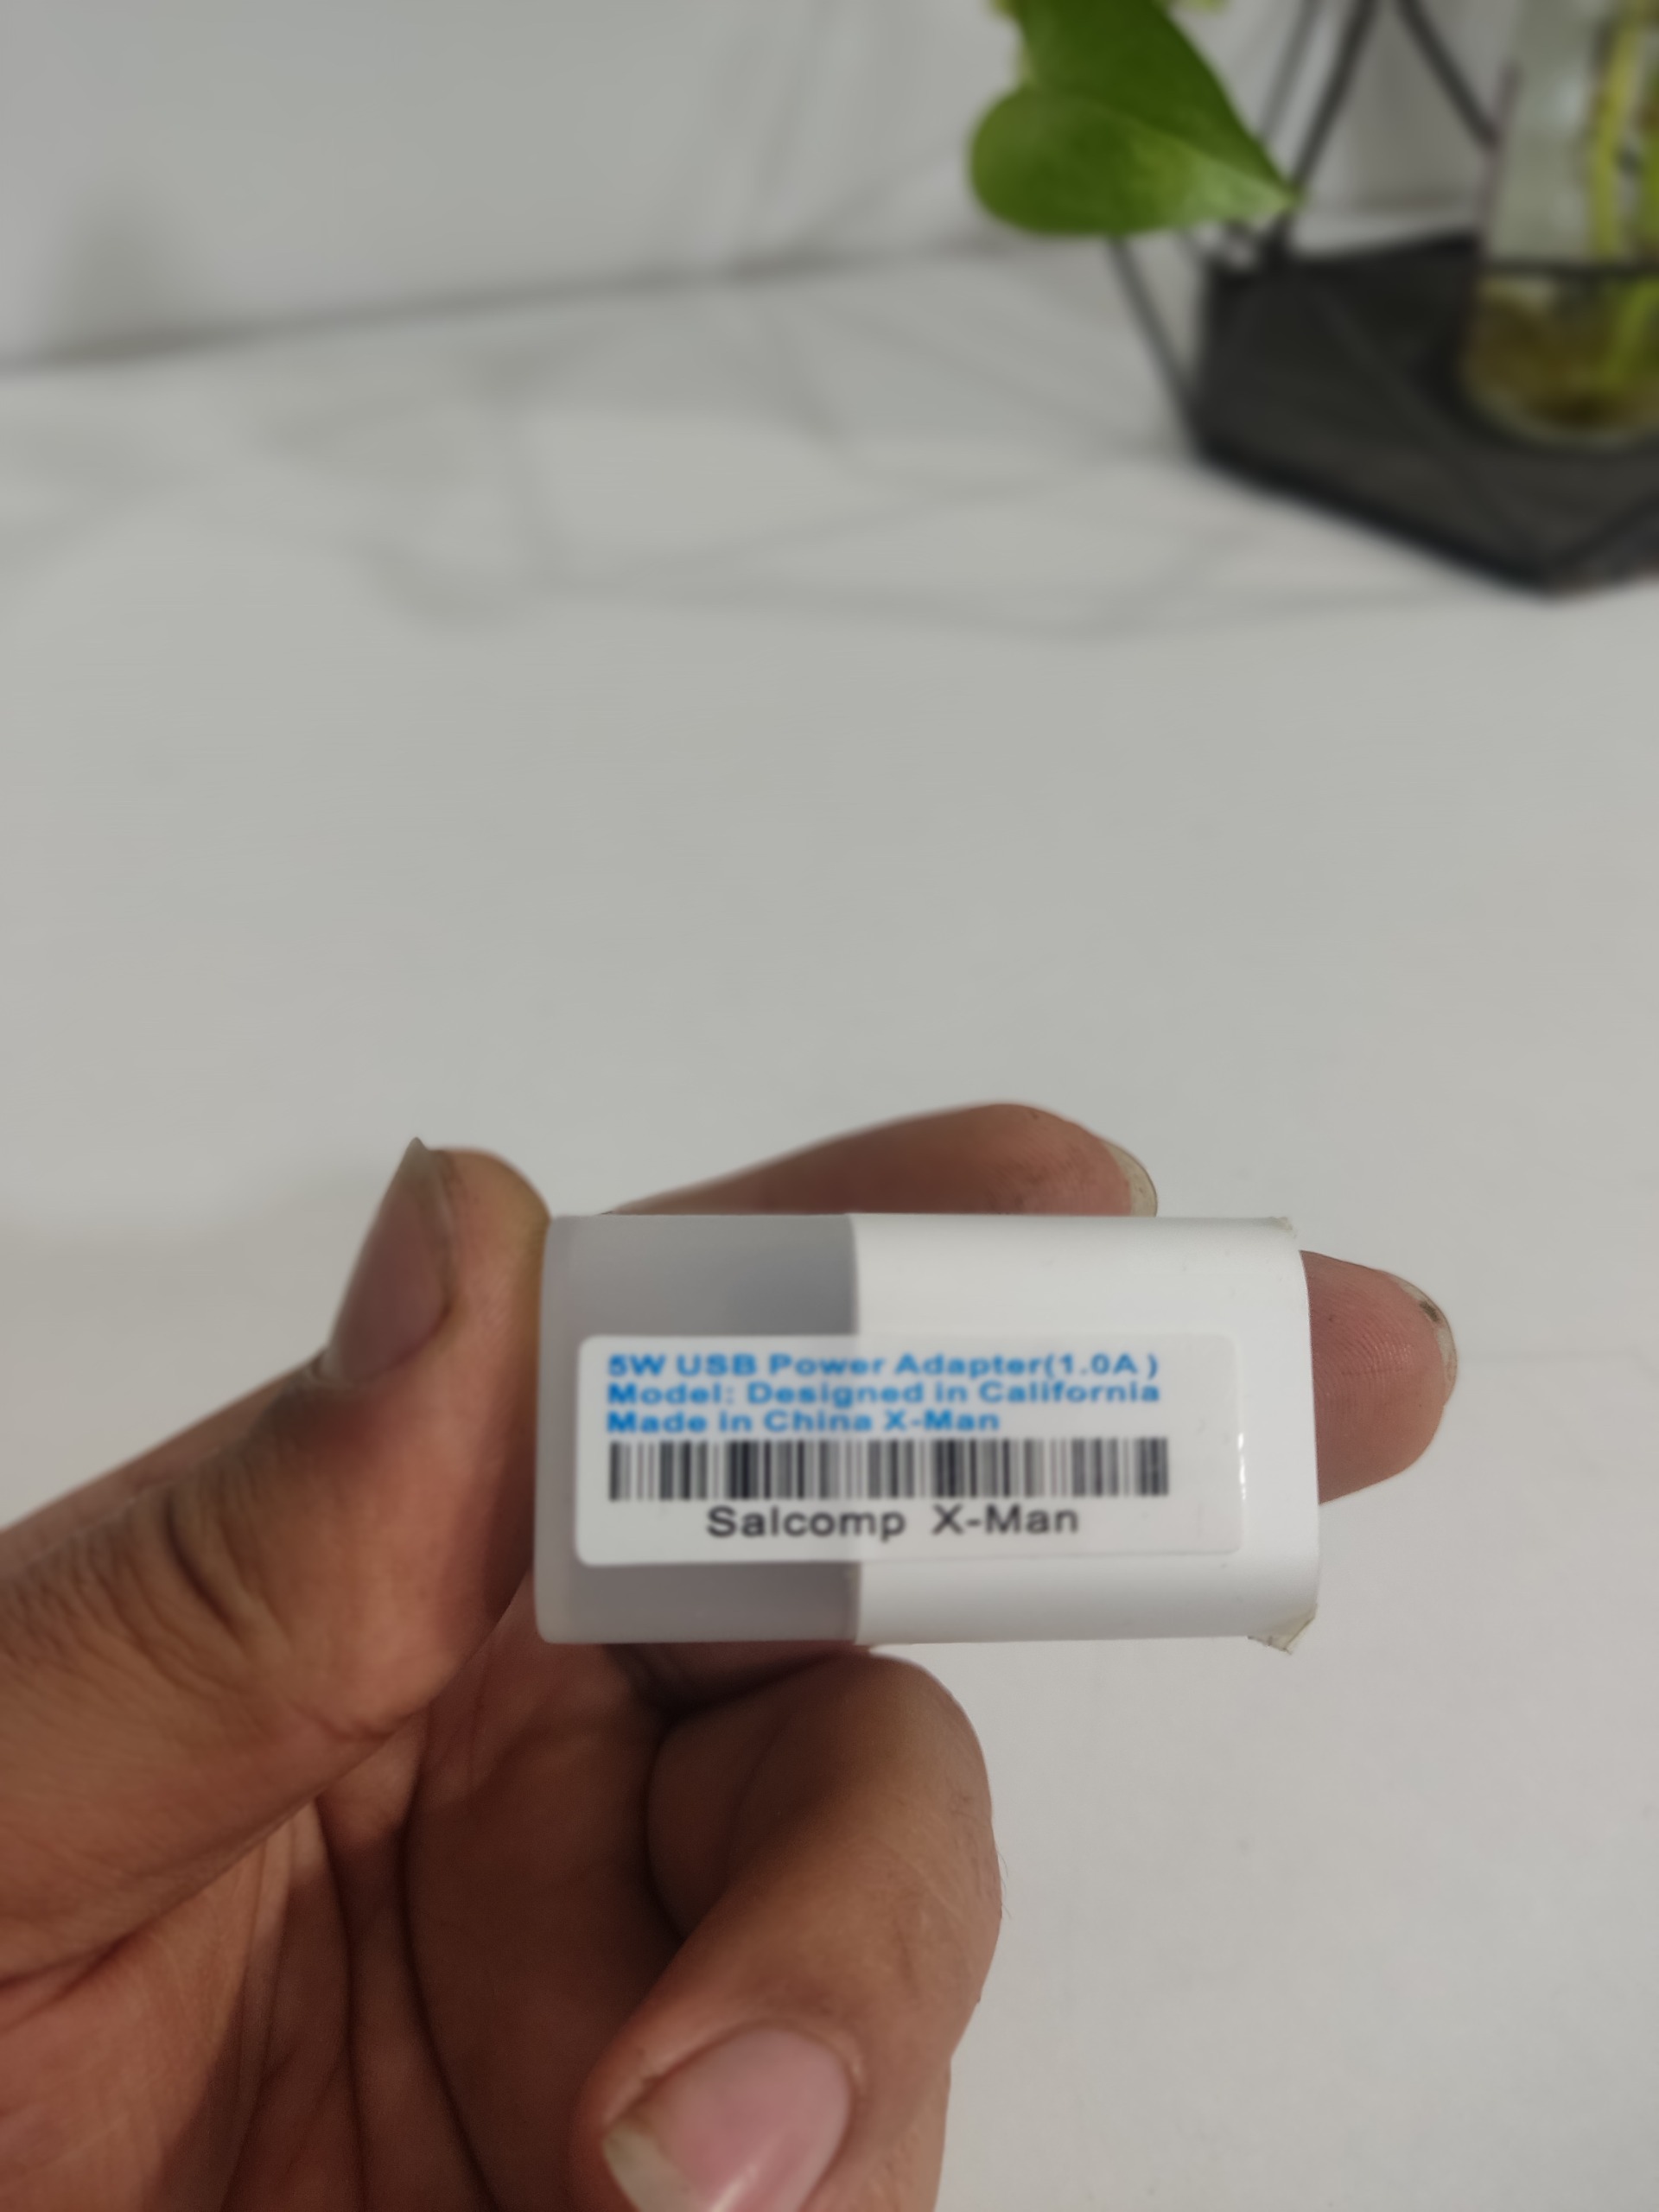 5W USB Power Adapter(1.0A )
Model: Designed in California
Made in China X-Man
Salcomp X-Man